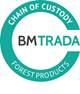 CHAIN OF CUSTODY
BMTRADA
FOREST PRODUCTS